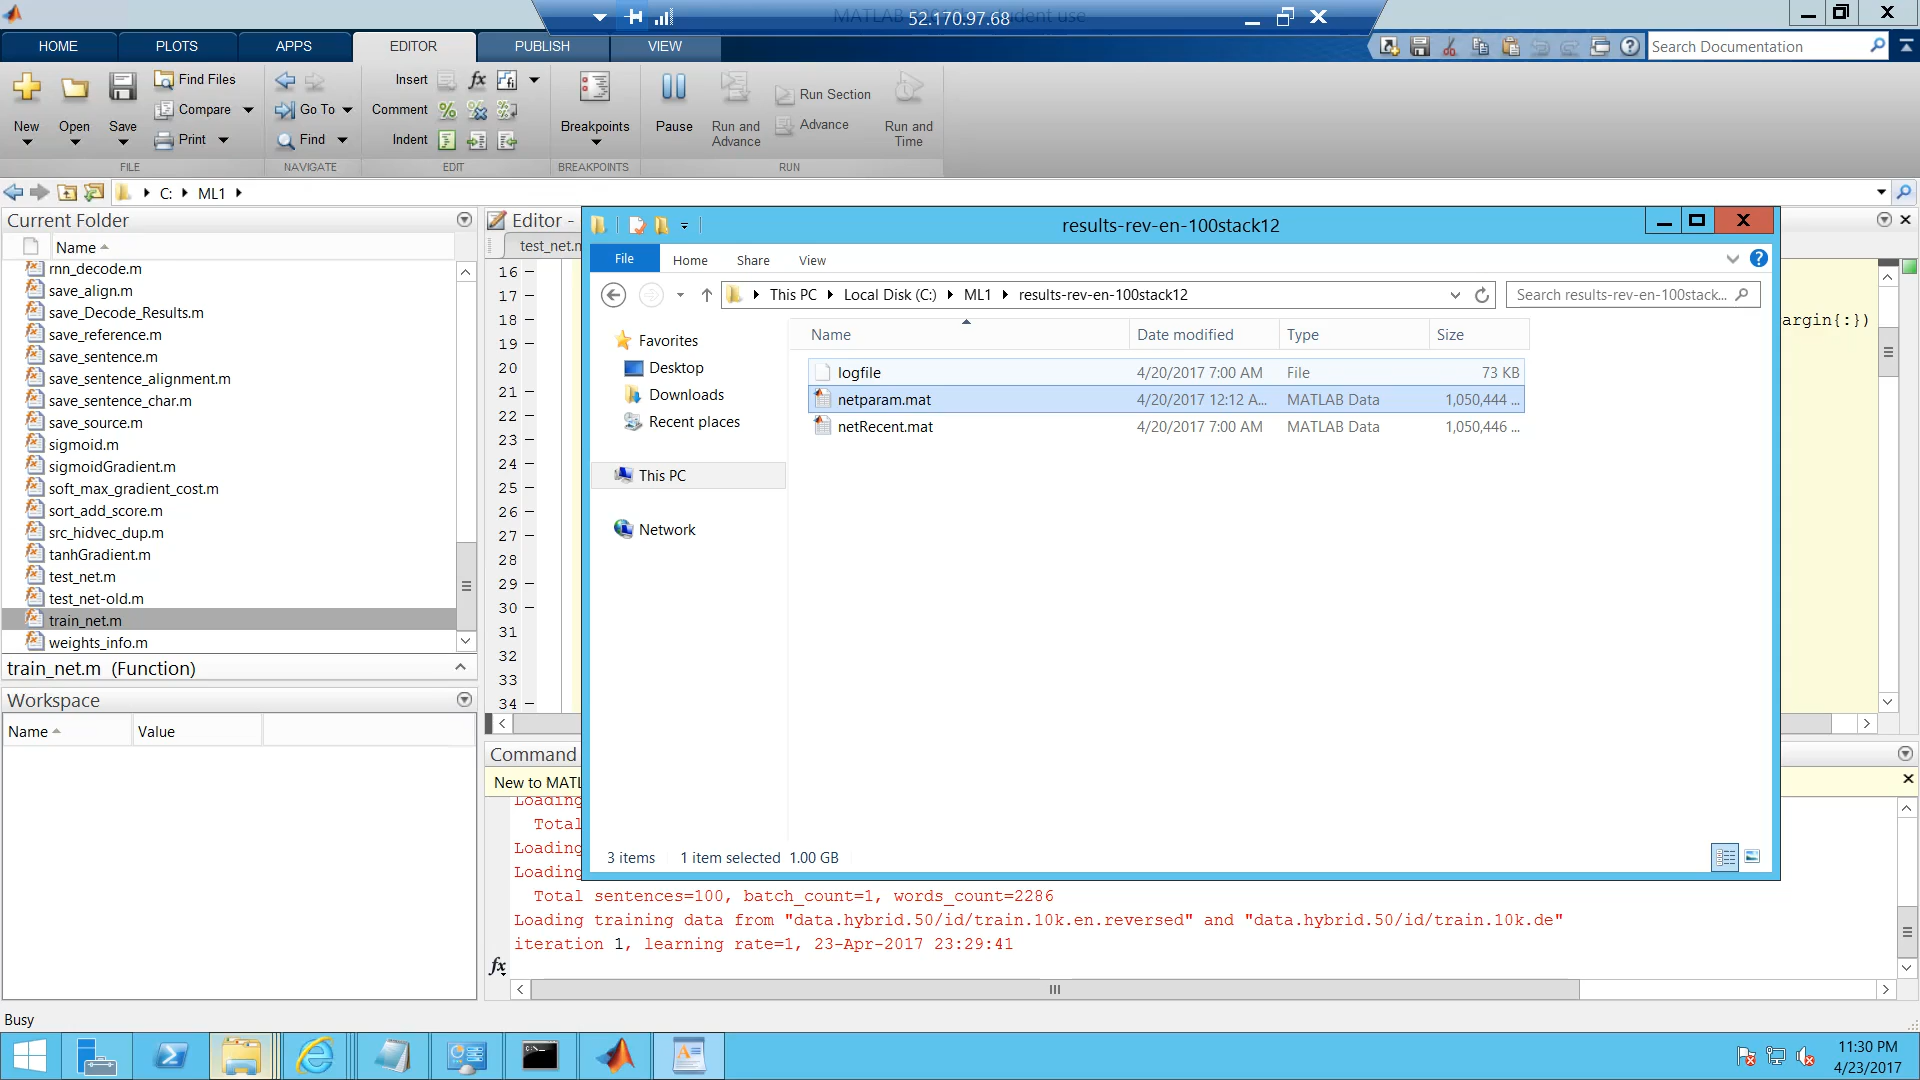 52.170.97.68
HOME
PLOTS
APPS
EDITOR
PUBLISH
VIEW
Search Documentation
New
Open
Save
Find Files
Compare
Print
Go To
Find
Insert
Comment
Indent
Breakpoints
Pause
Run and
Advance
Run Section
Advance
Run and
Time
FILE
NAVIGATE
EDIT
BREAKPOINTS
RUN
C: ML1
Current Folder
Name
rnn_decode.m
save_align.m
save_Decode_Results.m
save_reference.m
save_sentence.m
save_sentence_alignment.m
save_sentence_char.m
save_source.m
sigmoid.m
sigmoidGradient.m
soft_max_gradient_cost.m
sort_add_score.m
src_hidvec_dup.m
tanhGradient.m
test_net.m
test_net-old.m
train_net.m
weights_info.m
train_net.m (Function)
Workspace
Name
Value
Editor -
test_net.m
16
17
18
19
20
21
22
23
24
25
26
27
28
29
30
31
32
33
34
argin{:})
results-rev-en-100stack12
File
Home
Share
View
This PC
Local Disk (C:)
ML1
results-rev-en-100stack12
Search results-rev-en-100stack...
Favorites
Desktop
Downloads
Recent places
This PC
Network
Name
Date modified
Type
Size
logfile 4/20/2017 7:00 AM File 73 KB
netparam.mat 4/20/2017 12:12 A... MATLAB Data 1,050,444 ...
netRecent.mat 4/20/2017 7:00 AM MATLAB Data 1,050,446 ...
3 items
1 item selected 1.00 GB
Command
New to MATL
Loading
Total
Loading
Loading
Total sentences=100, batch_count=1, words_count=2286
Loading training data from "data.hybrid.50/id/train.10k.en.reversed" and "data.hybrid.50/id/train.10k.de"
iteration 1, learning rate=1, 23-Apr-2017 23:29:41
fx
Busy
11:30 PM
4/23/2017